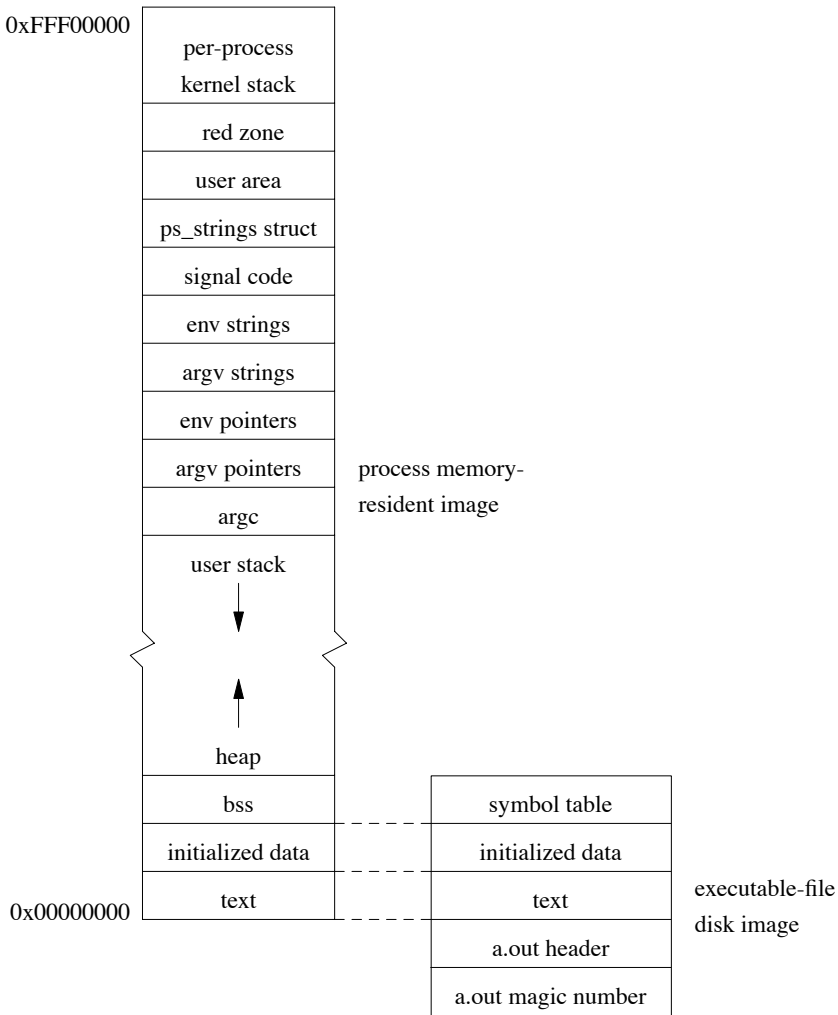 0xFFF00000
per-process
kernel stack
red zone
user area
ps_strings struct
signal code
env strings
argv strings
env pointers
argv pointers
argc
user stack
process memory-
resident image
heap
bss
initialized data
text
0x00000000
symbol table
initialized data
text
a.out header
a.out magic number
executable-file
disk image